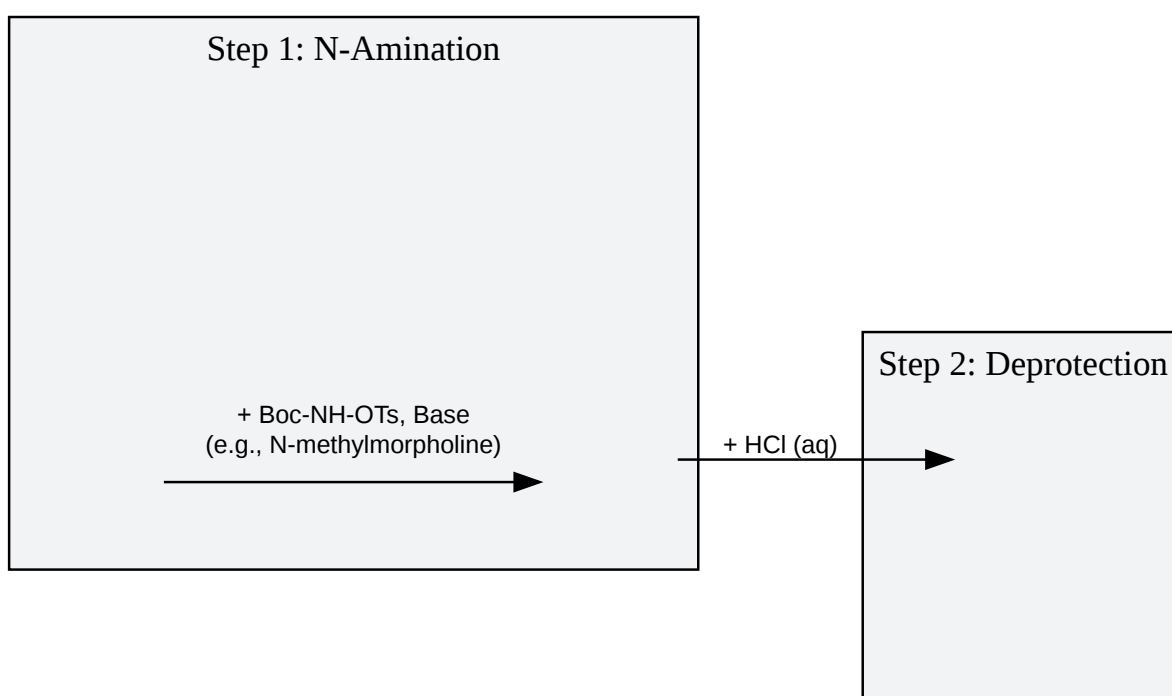 Step 1: N-Amination
+ Boc-NH-OTs, Base
(e.g., N-methylmorpholine)
+ HCl (aq)
Step 2: Deprotection